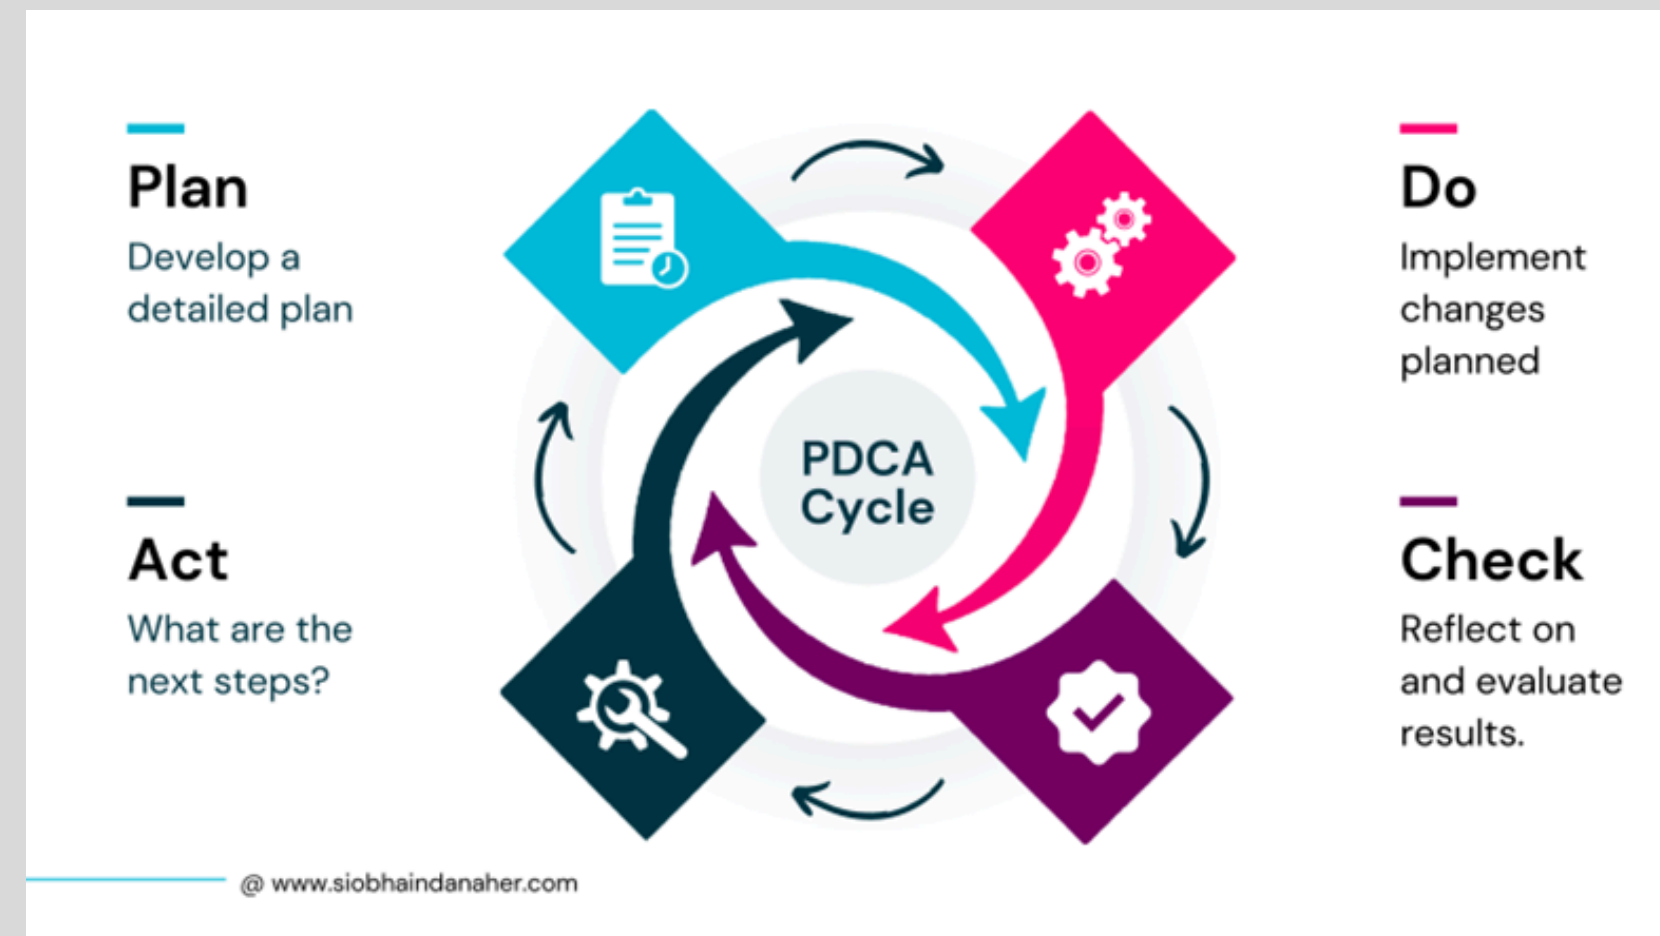 Plan
Develop a
detailed plan
Do
Implement
changes
planned
PDCA
Cycle
Act
What are the
next steps?
Check
Reflect on
and evaluate
results.
@ www.siobhaindanaher.com